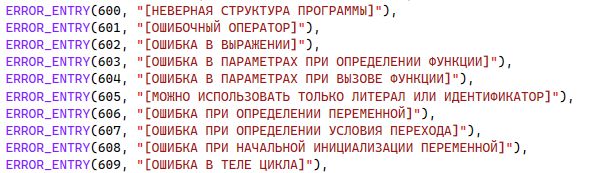 ERROR_ENTRY(600, "[НЕВЕРНАЯ СТРУКТУРА ПРОГРАММЫ]"),
ERROR_ENTRY(601, "[ОШИБОЧНЫЙ ОПЕРАТОР]"),
ERROR_ENTRY(602, "[ОШИБКА В ВЫРАЖЕНИИ]"),
ERROR_ENTRY(603, "[ОШИБКА В ПАРАМЕТРАХ ПРИ ОПРЕДЕЛЕНИИ ФУНКЦИИ]"),
ERROR_ENTRY(604, "[ОШИБКА В ПАРАМЕТРАХ ПРИ ВЫЗОВЕ ФУНКЦИИ]"),
ERROR_ENTRY(605, "[МОЖНО ИСПОЛЬЗОВАТЬ ТОЛЬКО ЛИТЕРАЛ ИЛИ ИДЕНТИФИКАТОР]"),
ERROR_ENTRY(606, "[ОШИБКА ПРИ ОПРЕДЕЛЕНИИ ПЕРЕМЕННОЙ]"),
ERROR_ENTRY(607, "[ОШИБКА ПРИ ОПРЕДЕЛЕНИИ УСЛОВИЯ ПЕРЕХОДА]"),
ERROR_ENTRY(608, "[ОШИБКА ПРИ НАЧАЛЬНОЙ ИНИЦИАЛИЗАЦИИ ПЕРЕМЕННОЙ]"),
ERROR_ENTRY(609, "[ОШИБКА В ТЕЛЕ ЦИКЛА]"),